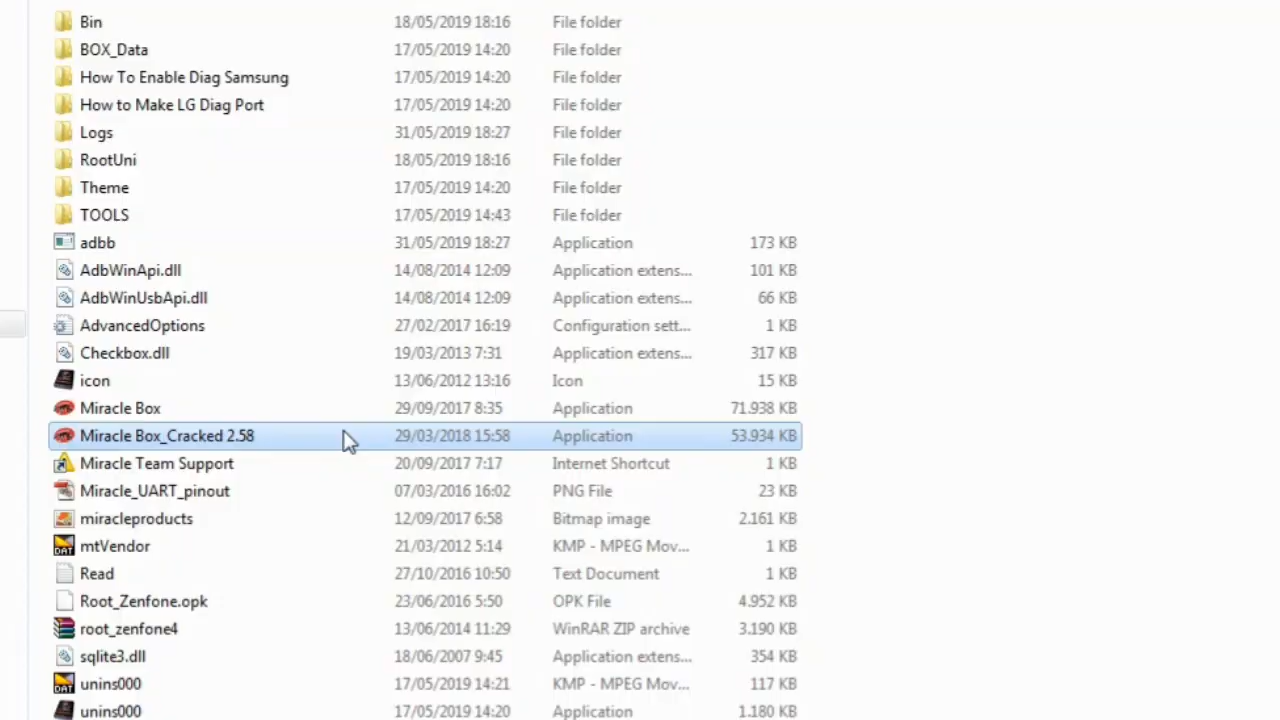 Bin 18/05/2019 18:16 File folder
BOX_Data 17/05/2019 14:20 File folder
How To Enable Diag Samsung 17/05/2019 14:20 File folder
How to Make LG Diag Port 17/05/2019 14:20 File folder
Logs 31/05/2019 18:27 File folder
RootUni 18/05/2019 18:16 File folder
Theme 17/05/2019 14:20 File folder
TOOLS 17/05/2019 14:43 File folder
adbb 31/05/2019 18:27 Application 173 KB
AdbWinApi.dll 14/08/2014 12:09 Application extens... 101 KB
AdbWinUsbApi.dll 14/08/2014 12:09 Application extens... 66 KB
AdvancedOptions 27/02/2017 16:19 Configuration sett... 1 KB
Checkbox.dll 19/03/2013 7:31 Application extens... 317 KB
icon 13/06/2012 13:16 Icon 15 KB
Miracle Box 29/09/2017 8:35 Application 71.938 KB
Miracle Box_Cracked 2.58 29/03/2018 15:58 Application 53.934 KB
Miracle Team Support 20/09/2017 7:17 Internet Shortcut 1 KB
Miracle_UART_pinout 07/03/2016 16:02 PNG File 23 KB
miracleproducts 12/09/2017 6:58 Bitmap image 2.161 KB
DAT mtVendor 21/03/2012 5:14 KMP - MPEG Mov... 1 KB
Read 27/10/2016 10:50 Text Document 1 KB
Root_Zenfone.opk 23/06/2016 5:50 OPK File 4.952 KB
root_zenfone4 13/06/2014 11:29 WinRAR ZIP archive 3.190 KB
sqlite3.dll 18/06/2007 9:45 Application extens... 354 KB
DAT unins000 17/05/2019 14:21 KMP - MPEG Mov... 117 KB
unins000 17/05/2019 14:20 Application 1.180 KB